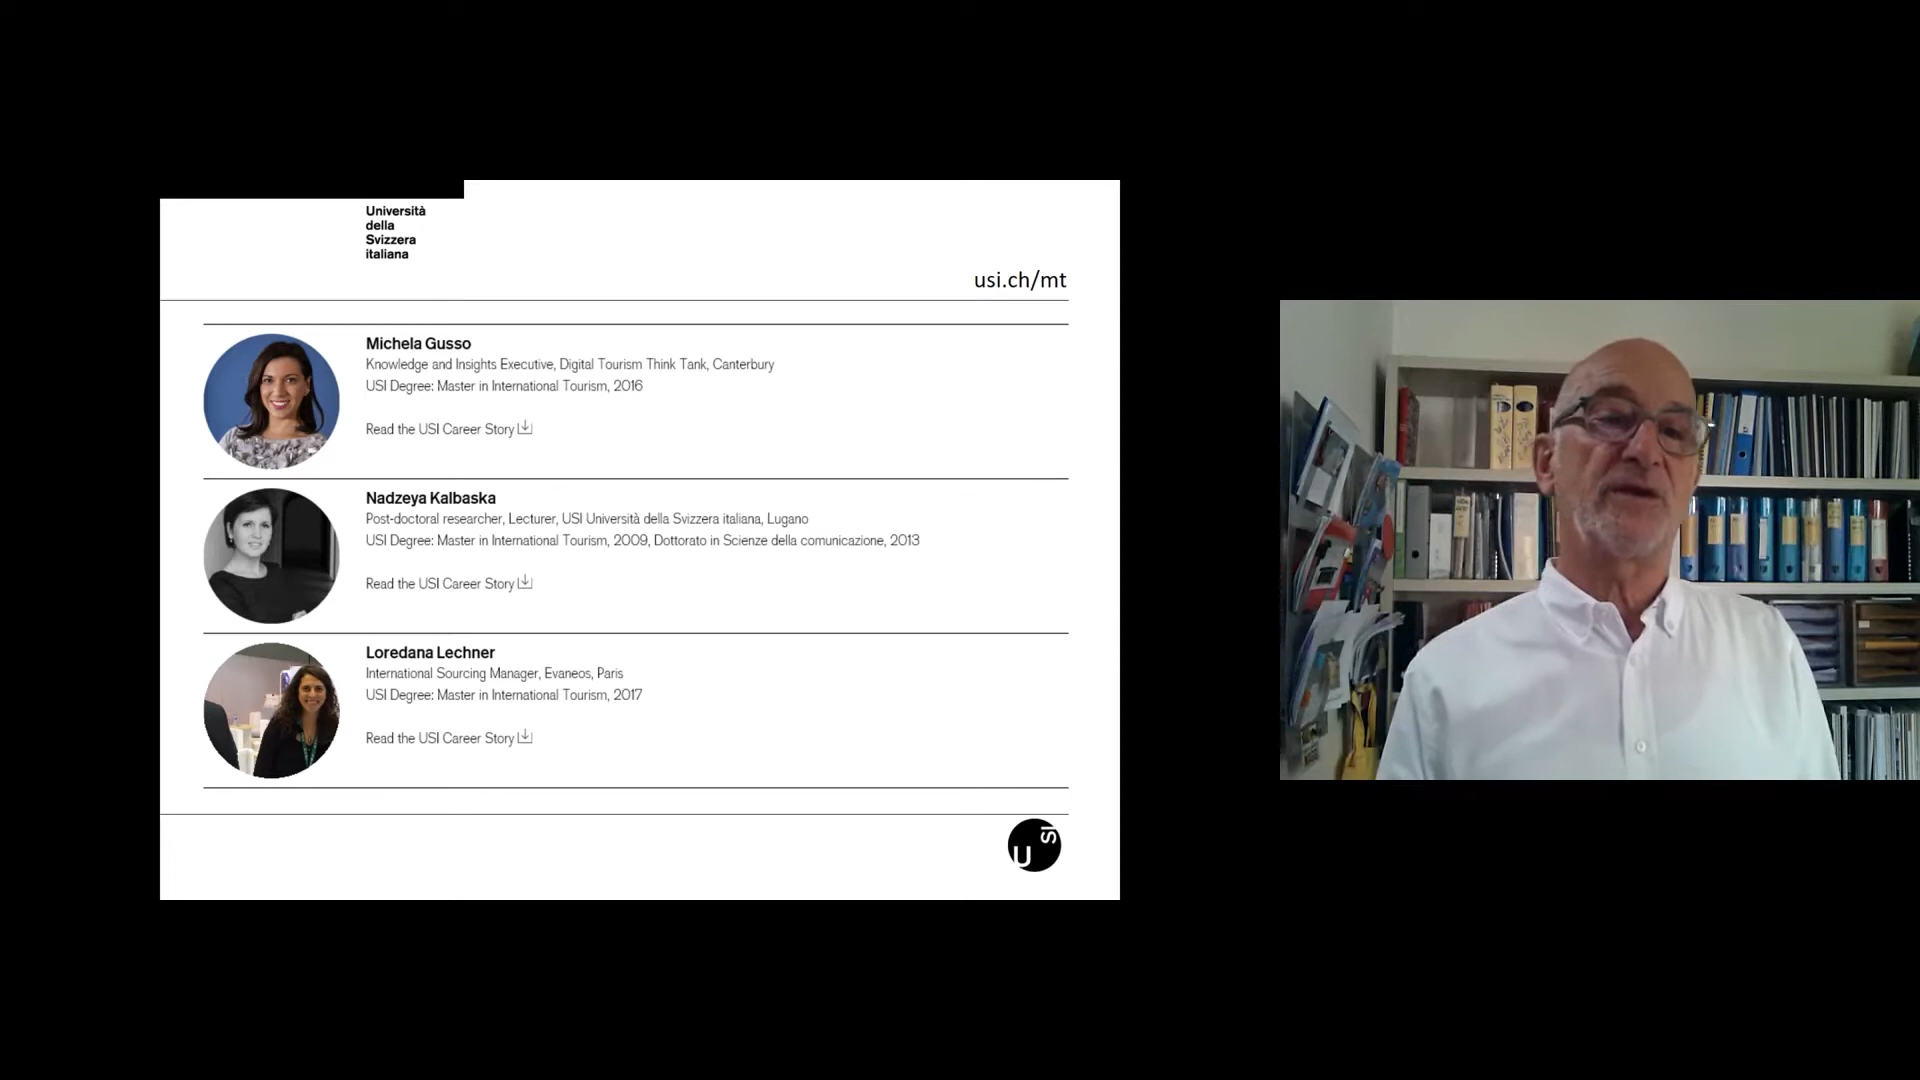 Università
della
Svizzera
italiana
usi.ch/mt
Michela Gusso
Knowledge and Insights Executive, Digital Tourism Think Tank, Canterbury
USI Degree: Master in International Tourism, 2016
Read the USI Career Story
Nadzeya Kalbaska
Post-doctoral researcher, Lecturer, USI Università della Svizzera italiana, Lugano
USI Degree: Master in International Tourism, 2009, Dottorato in Scienze della comunicazione, 2013
Read the USI Career Story
Loredana Lechner
International Sourcing Manager, Evaneos, Paris
USI Degree: Master in International Tourism, 2017
Read the USI Career Story
U SI